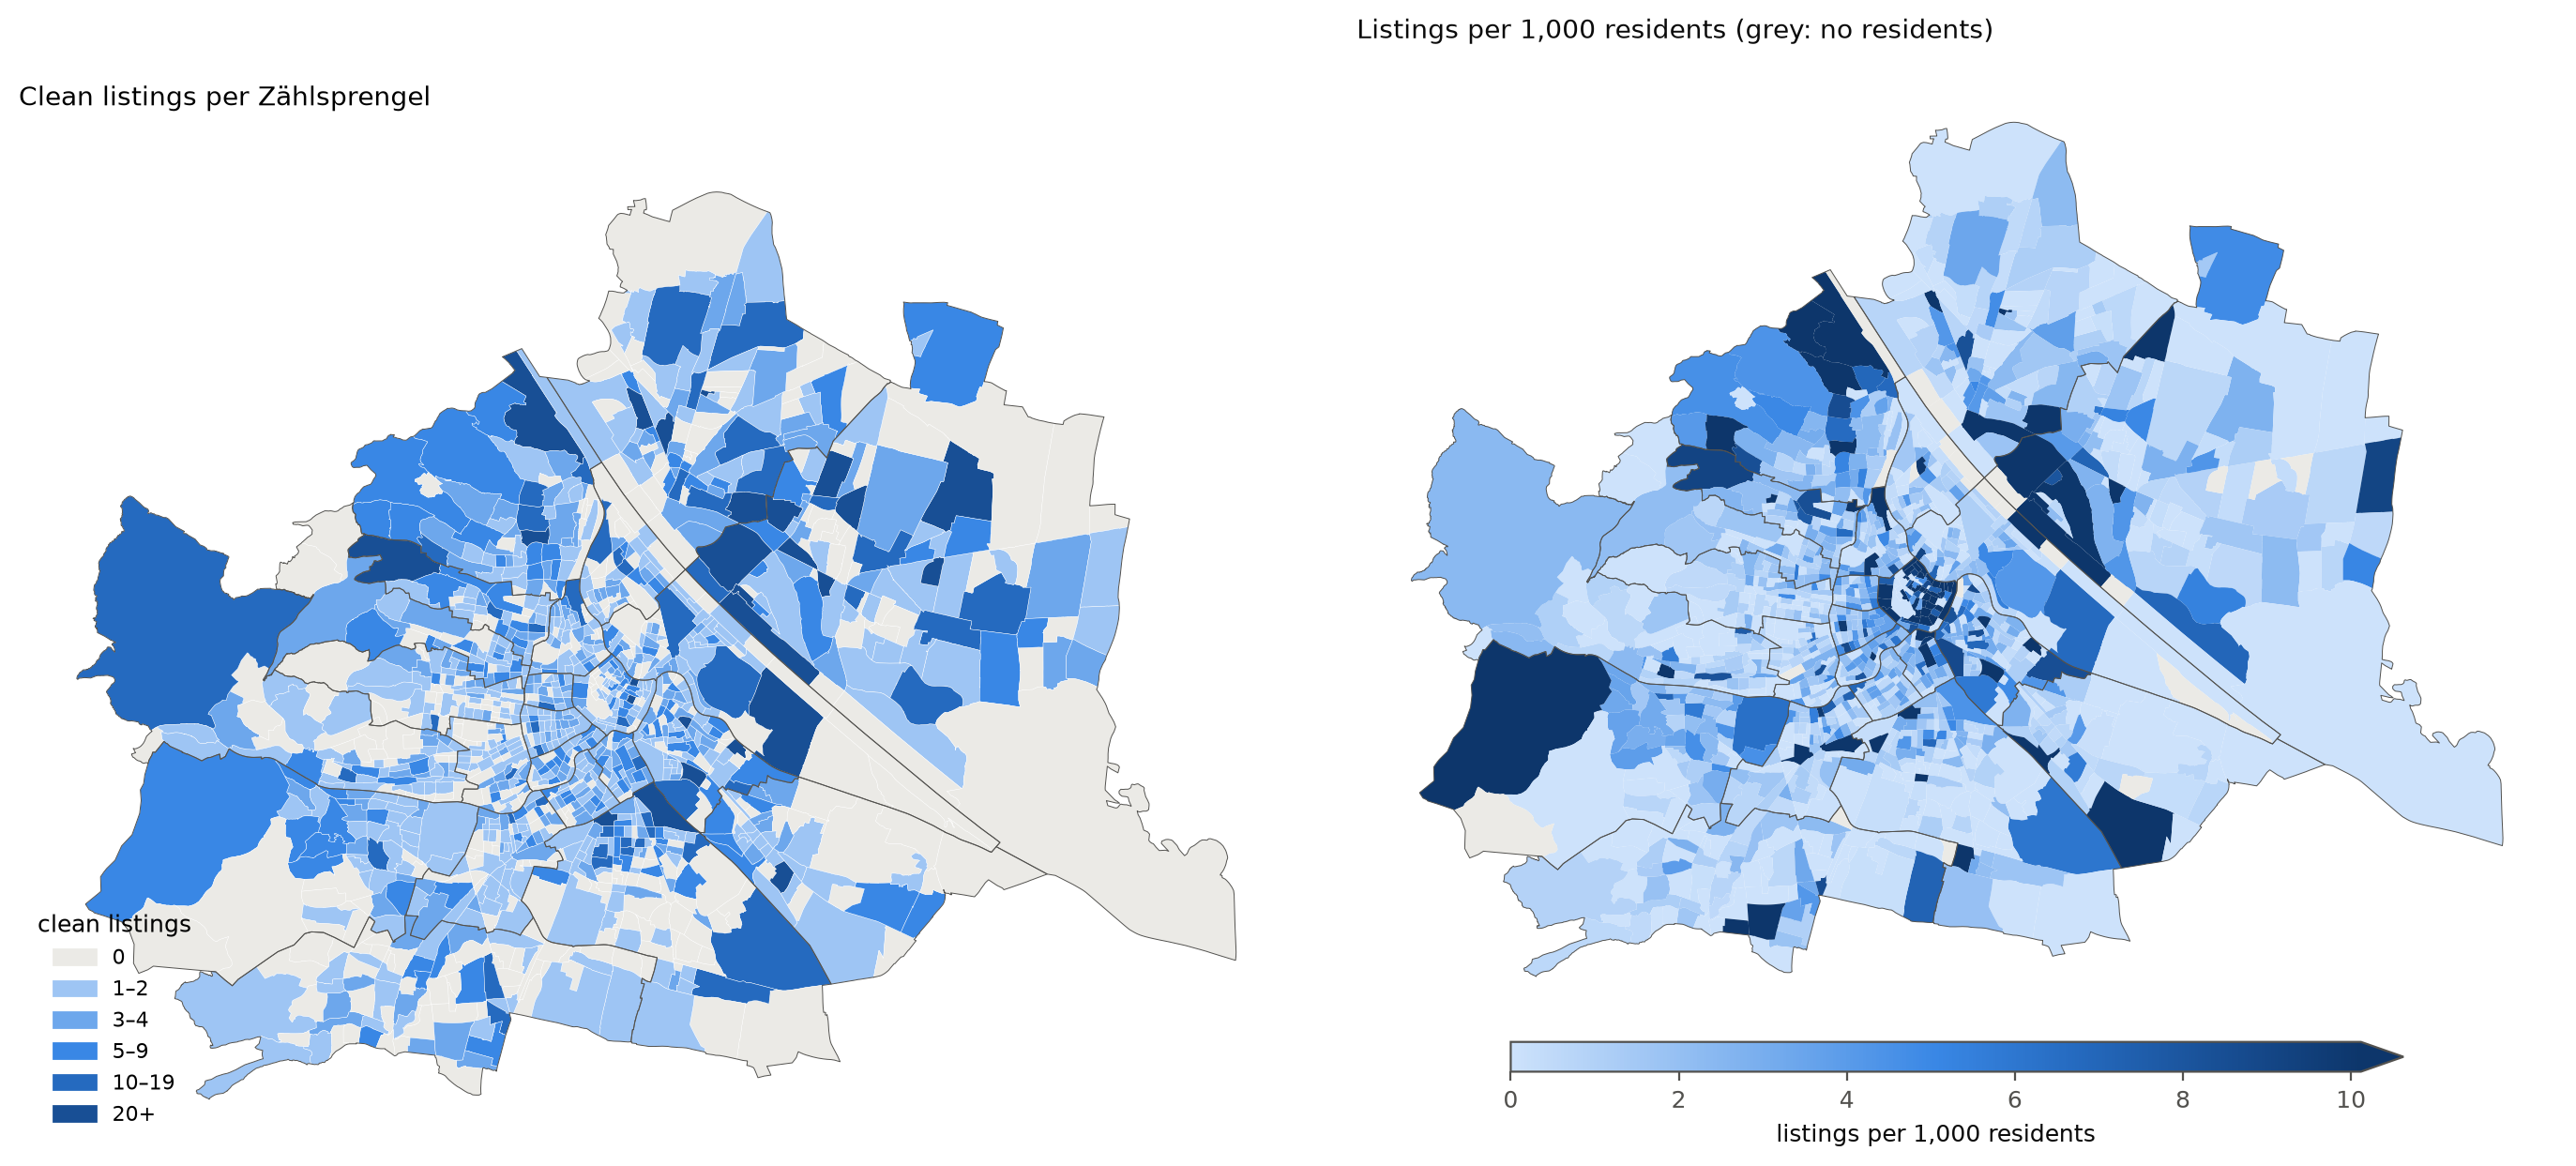 Listings per 1,000 residents (grey: no residents)
Clean listings per Zählsprengel
clean listings
0
1–2
3–4
5–9
10–19
20+
0 2 4 6 8 10
listings per 1,000 residents